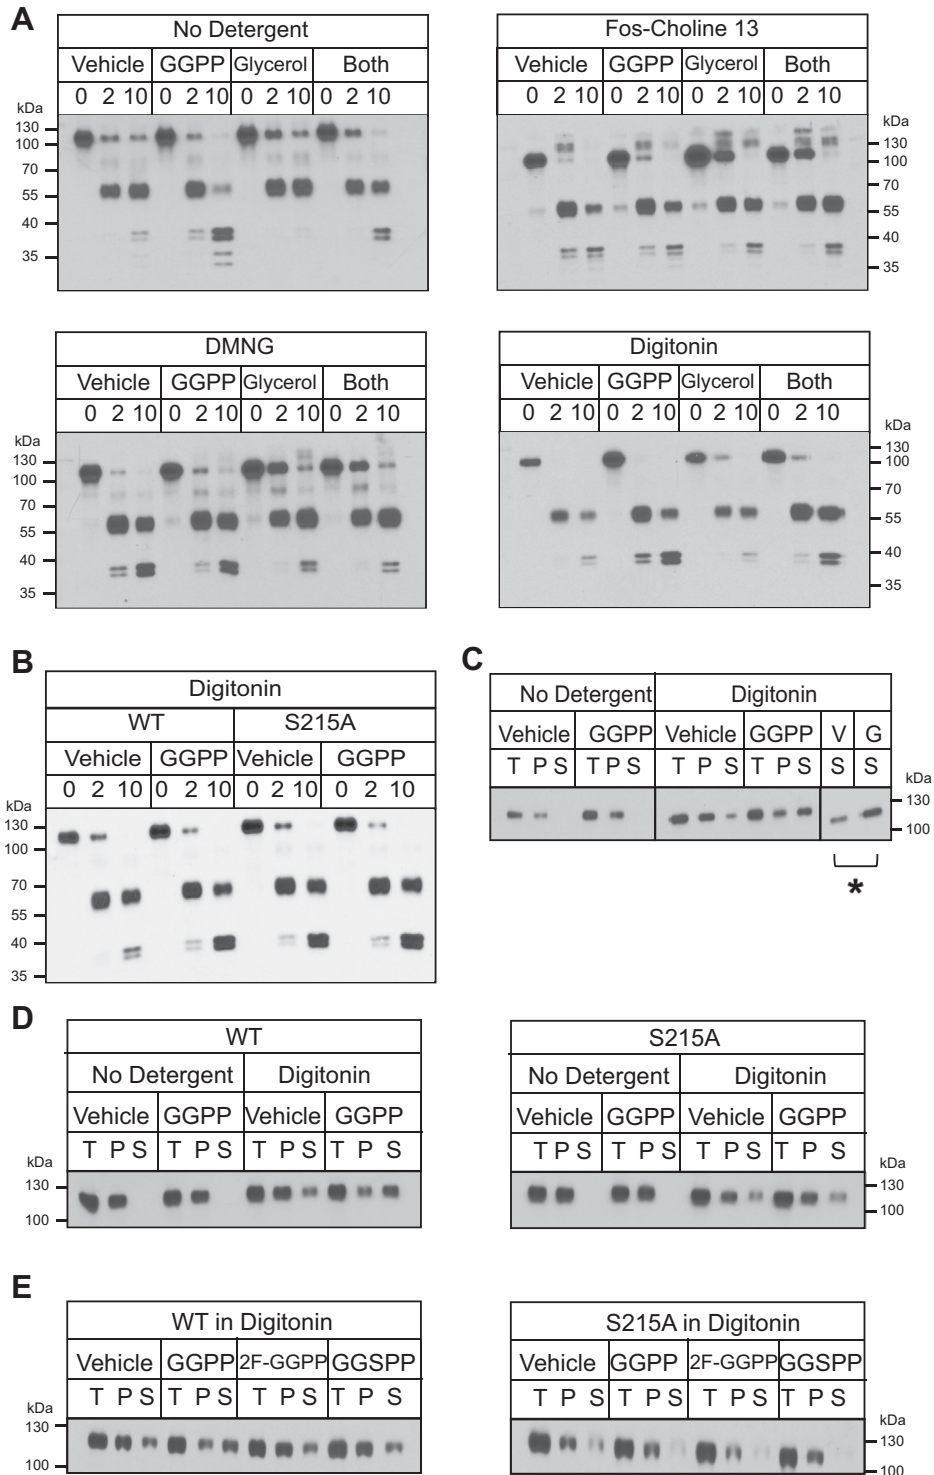 A
No Detergent
Vehicle GGPP Glycerol Both
0 2 10 0 2 10 0 2 10 0 2 10
kDa
130
100
70
55
40
35
Fos-Choline 13
Vehicle GGPP Glycerol Both
0 2 10 0 2 10 0 2 10 0 2 10
kDa
130
100
70
55
40
35
DMNG
Vehicle GGPP Glycerol Both
0 2 10 0 2 10 0 2 10 0 2 10
kDa
130
100
70
55
40
35
Digitonin
Vehicle GGPP Glycerol Both
0 2 10 0 2 10 0 2 10 0 2 10
kDa
130
100
70
55
40
35
B
Digitonin
WT S215A
Vehicle GGPP Vehicle GGPP
0 2 10 0 2 10 0 2 10 0 2 10
kDa
130
100
70
55
40
35
C
No Detergent Digitonin
Vehicle GGPP Vehicle GGPP V G
T P S T P S T P S T P S S S
kDa
130
100
*
D
WT
No Detergent Digitonin
Vehicle GGPP Vehicle GGPP
T P S T P S T P S T P S
kDa
130
100
S215A
No Detergent Digitonin
Vehicle GGPP Vehicle GGPP
T P S T P S T P S T P S
kDa
130
100
E
WT in Digitonin
Vehicle GGPP 2F-GGPP GGSPP
T P S T P S T P S T P S
kDa
130
100
S215A in Digitonin
Vehicle GGPP 2F-GGPP GGSPP
T P S T P S T P S T P S
kDa
130
100